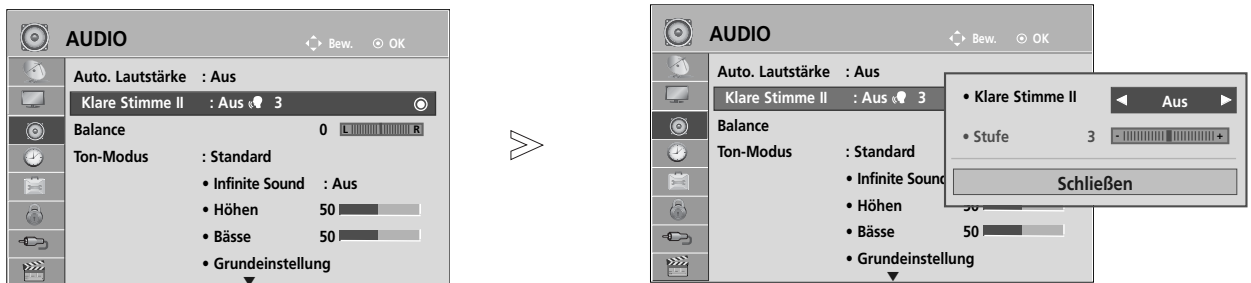 AUDIO
Bew. OK
Auto. Lautstärke : Aus
Klare Stimme II : Aus 3
Balance 0 L R
Ton-Modus : Standard
• Infinite Sound : Aus
• Höhen 50
• Bässe 50
• Grundeinstellung
AUDIO
Bew. OK
Auto. Lautstärke : Aus
Klare Stimme II : Aus 3
Balance
Ton-Modus : Standard
• Infinite Sound
• Höhen 50
• Bässe 50
• Grundeinstellung
• Klare Stimme II Aus
• Stufe 3 - +
Schließen